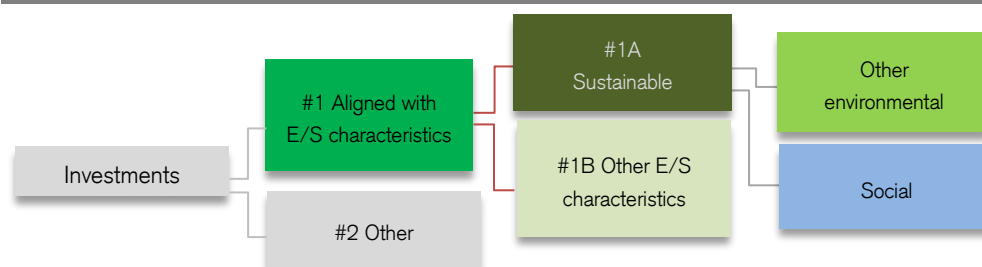 Investments
#1 Aligned with
E/S characteristics
#2 Other
#1A
Sustainable
#1B Other E/S
characteristics
Other
environmental
Social